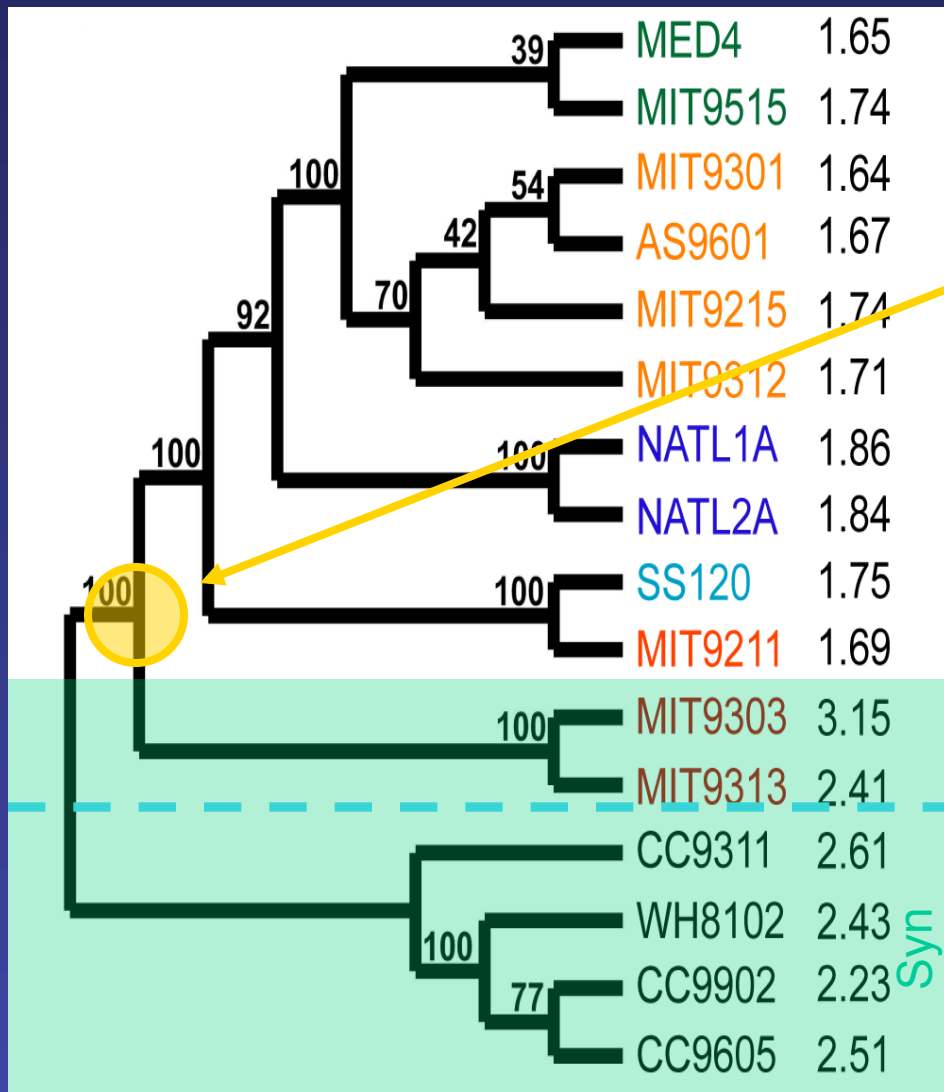 39
MED4 1.65
MIT9515 1.74
100
54
MIT9301 1.64
42
AS9601 1.67
70
MIT9215 1.74
92
MIT9312 1.71
100
100
NATL1A 1.86
NATL2A 1.84
100
100
SS120 1.75
MIT9211 1.69
100
MIT9303 3.15
MIT9313 2.41
CC9311 2.61
WH8102 2.43
100
77
CC9902 2.23
CC9605 2.51
Syn